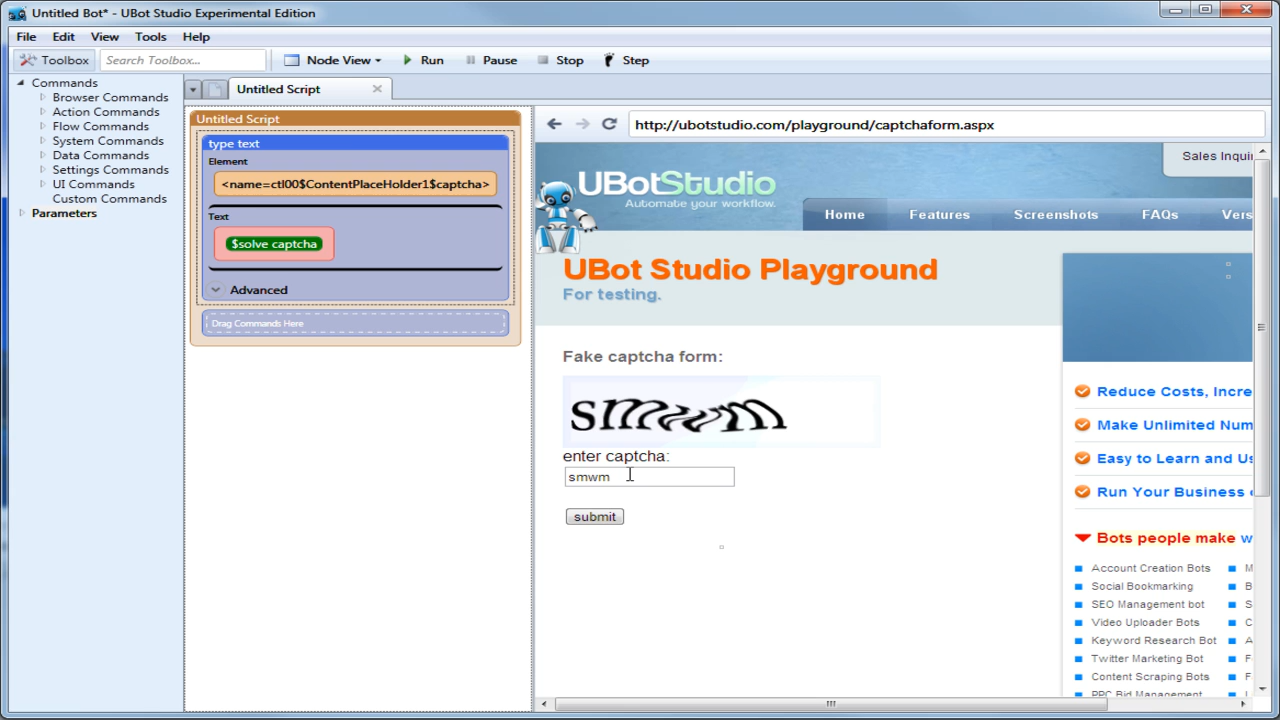 Untitled Bot* - UBot Studio Experimental Edition
File Edit View Tools Help
Toolbox Search Toolbox... Node View Run Pause Stop Step
Commands
Browser Commands
Action Commands
Flow Commands
System Commands
Data Commands
Settings Commands
UI Commands
Custom Commands
Parameters
Untitled Script
Untitled Script
type text
Element
<name=ctl00$ContentPlaceHolder1$captcha>
Text
$solve captcha
Advanced
Drag Commands Here
http://ubotstudio.com/playground/captchaform.aspx
Sales Inquir
UBotStudio
Automate your workflow.
Home Features Screenshots FAQs Vers
UBot Studio Playground
For testing.
Fake captcha form:
smwm
enter captcha:
smwm
submit
Reduce Costs, Incre
Make Unlimited Num
Easy to Learn and Us
Run Your Business
Bots people make w
Account Creation Bots M
Social Bookmarking B
SEO Management bot S
Video Uploader Bots C
Keyword Research Bot A
Twitter Marketing Bot F
Content Scraping Bots F
PPC Bid Management